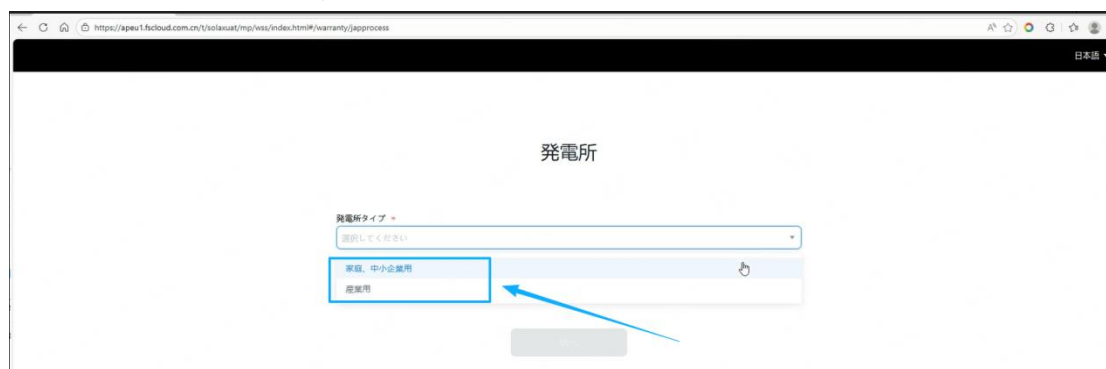 https://apeu1.fscloud.com.cn/t/solaxuat/mp/wss/index.html#/warranty/japprocess
日本語
発電所
発電所タイプ *
選択してください
家庭、中小企業用
産業用